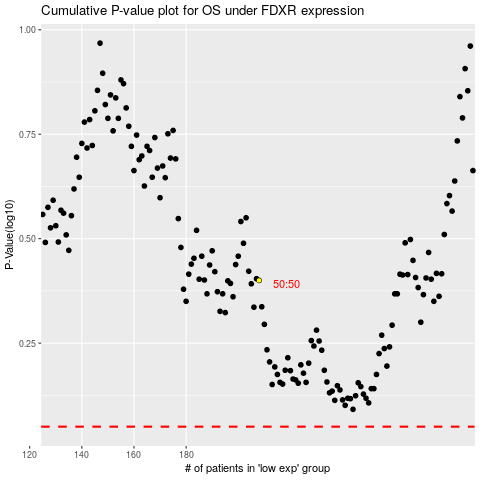 Cumulative P-value plot for OS under FDXR expression
1.00
0.75
0.50
0.25
P-Value(log10)
50:50
120 140 160 180
# of patients in 'low exp' group